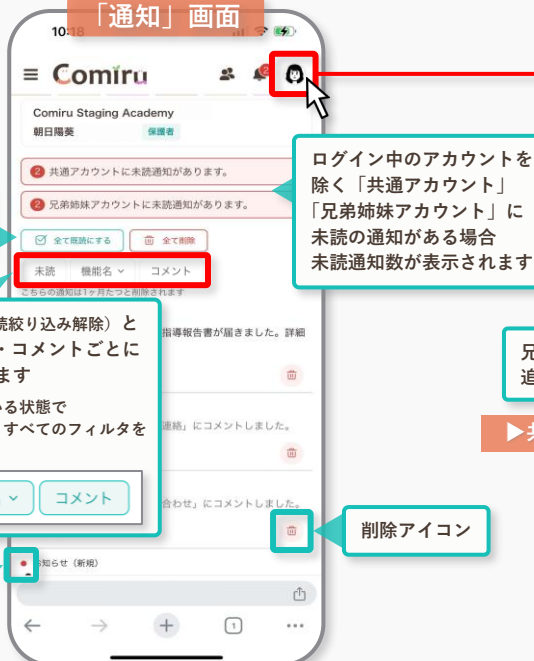 「通知」画面
10:18
Comiru
2
Comiru Staging Academy
朝日陽葵
保護者
2 共通アカウントに未読通知があります。
2 兄弟姉妹アカウントに未読通知があります。
ログイン中のアカウントを
除く「共通アカウント」
「兄弟姉妹アカウント」に
未読の通知がある場合
未読通知数が表示されます
全て既読にする
全て削除
未読
機能名
コメント
こちらの通知は1ヶ月たつと削除されます
絞り込み解除）と
・コメントごとに
ます
いる状態で
すべてのフィルタを
コメント
指導報告書が届きました。詳細
連絡」にコメントしました。
合わせ」にコメントしました。
削除アイコン
お知らせ（新規）
1